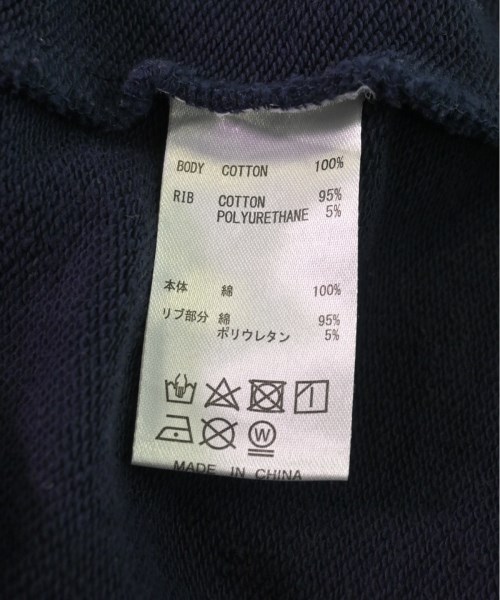 BODY COTTON 100%
RIB COTTON 95%
POLYURETHANE 5%
本体 綿 100%
リブ部分 綿 95%
ポリウレタン 5%
W
MADE IN CHINA